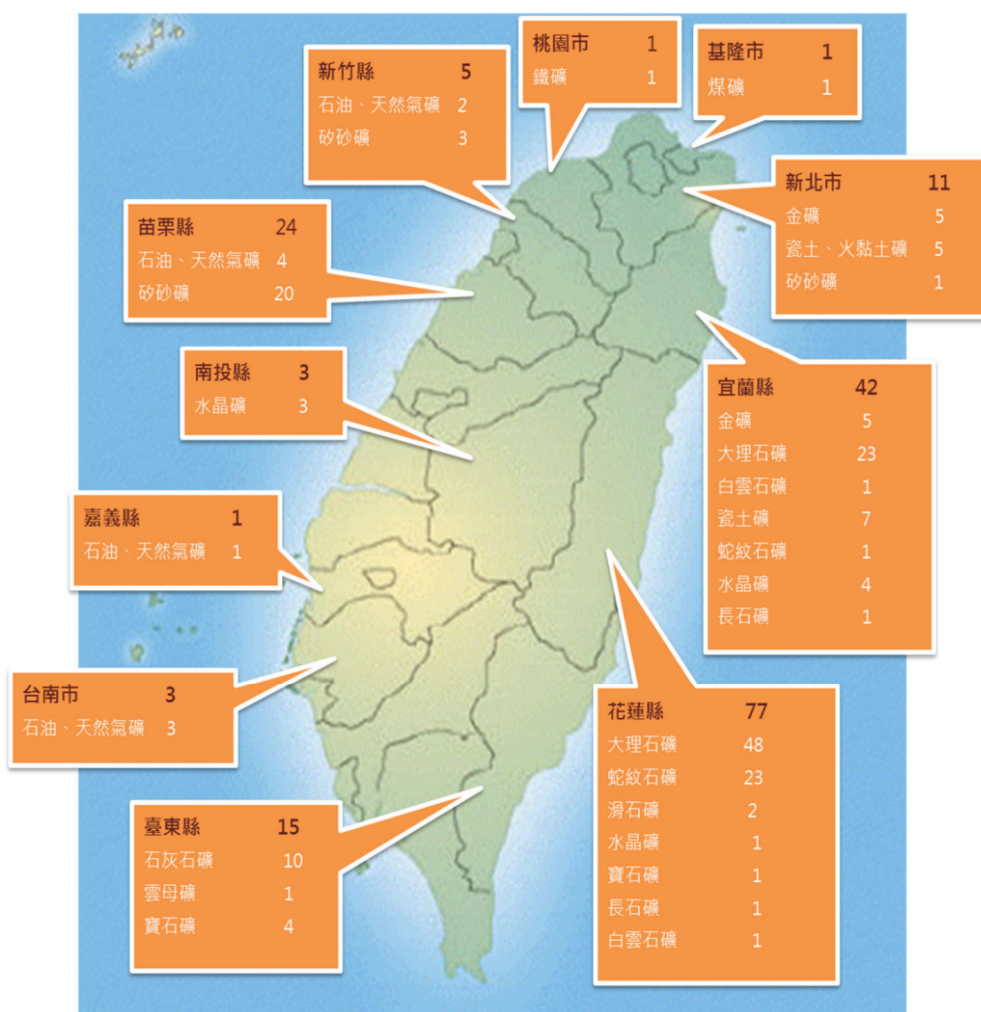 桃園市 1
鐵礦 1
基隆市 1
煤礦 1
新竹縣 5
石油、天然氣礦 2
矽砂礦 3
新北市 11
金礦 5
瓷土、火黏土礦 5
矽砂礦 1
苗栗縣 24
石油、天然氣礦 4
矽砂礦 20
南投縣 3
水晶礦 3
宜蘭縣 42
金礦 5
大理石礦 23
白雲石礦 1
瓷土礦 7
蛇紋石礦 1
水晶礦 4
長石礦 1
嘉義縣 1
石油、天然氣礦 1
台南市 3
石油、天然氣礦 3
花蓮縣 77
大理石礦 48
蛇紋石礦 23
滑石礦 2
水晶礦 1
寶石礦 1
長石礦 1
白雲石礦 1
臺東縣 15
石灰石礦 10
雲母礦 1
寶石礦 4